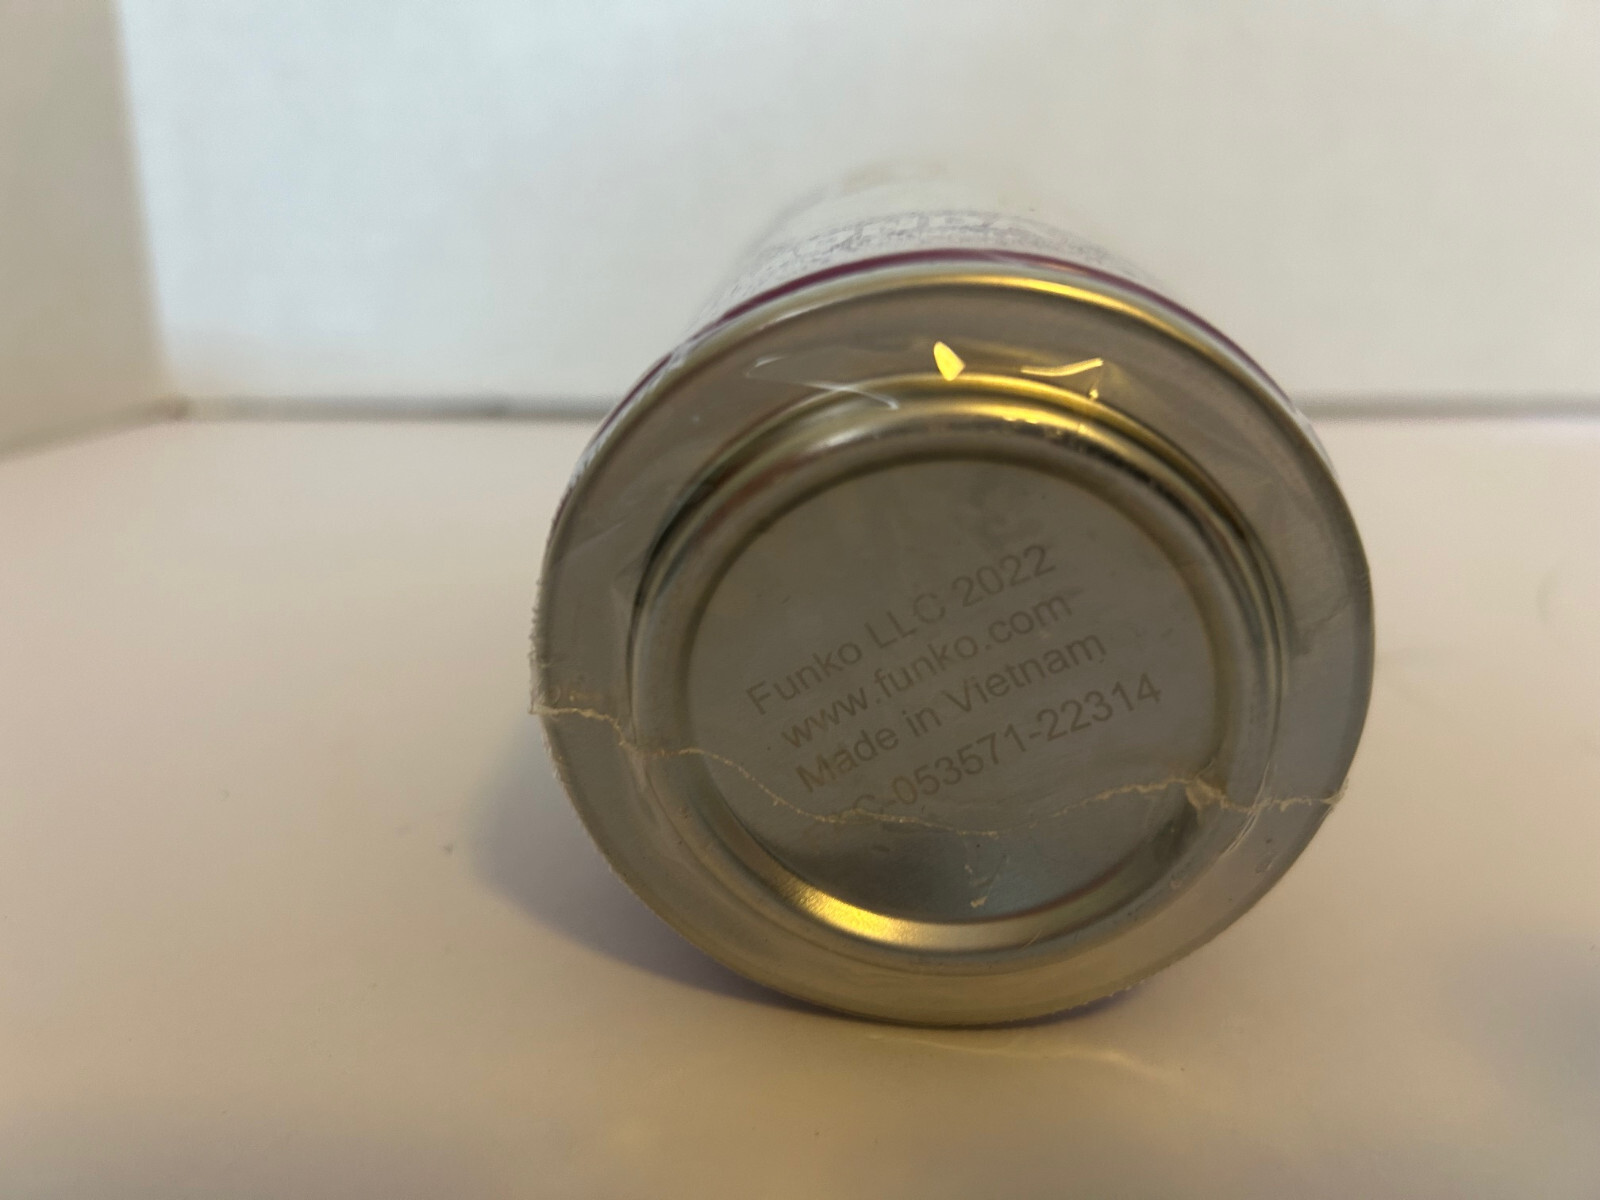 Funko LLC 2022
www.funko.com
Made in Vietnam
-053571-22314